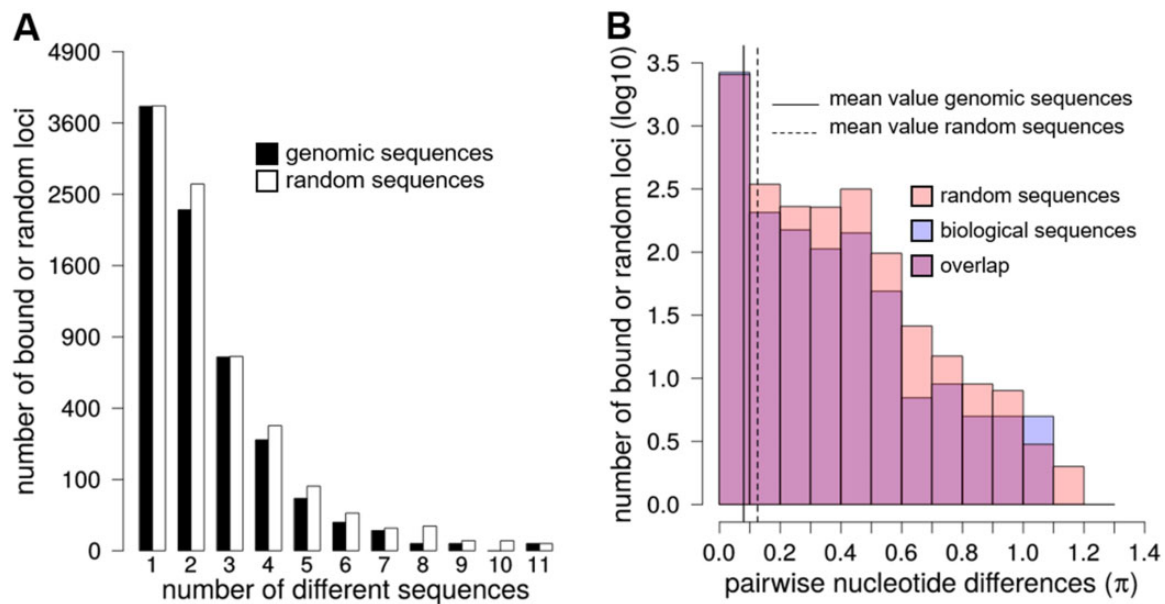 A
number of bound or random loci
4900
3600
2500
1600
900
400
100
0
genomic sequences
random sequences
1 2 3 4 5 6 7 8 9 10 11
number of different sequences
B
number of bound or random loci (log10)
3.5
3.0
2.5
2.0
1.5
1.0
0.5
0.0
mean value genomic sequences
mean value random sequences
random sequences
biological sequences
overlap
0.0 0.2 0.4 0.6 0.8 1.0 1.2 1.4
pairwise nucleotide differences (π)